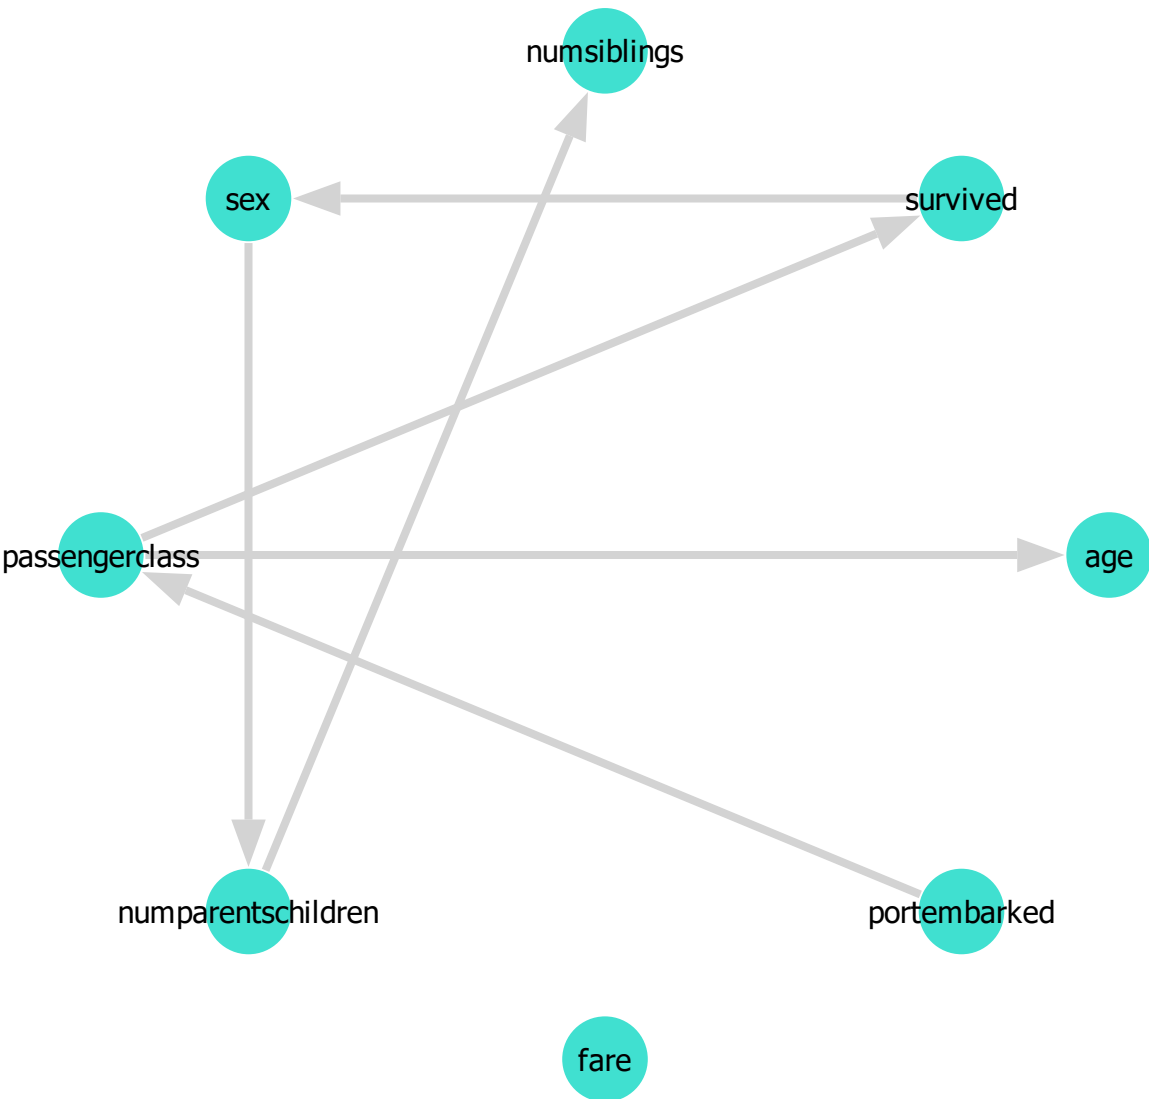 numsiblings
sex
survived
passengerclass
age
numparentschildren
portembarked
fare